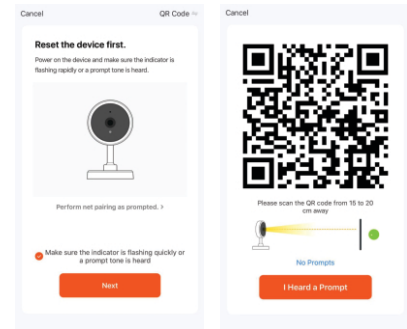 Cancel
QR Code
Reset the device first.
Power on the device and make sure the indicator is
flashing rapidly or a prompt tone is heard.
Perform net pairing as prompted. >
Make sure the indicator is flashing quickly or
a prompt tone is heard
Next
Cancel
Please scan the QR code from 15 to 20
cm away
No Prompts
I Heard a Prompt